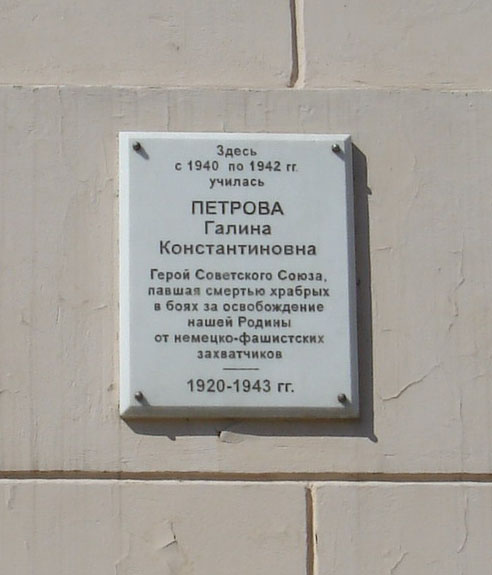 Здесь
с 1940 по 1942 гг.
училась
ПЕТРОВА
Галина
Константиновна
Герой Советского Союза,
павшая смертью храбрых
в боях за освобождение
нашей Родины
от немецко-фашистских
захватчиков
1920-1943 гг.